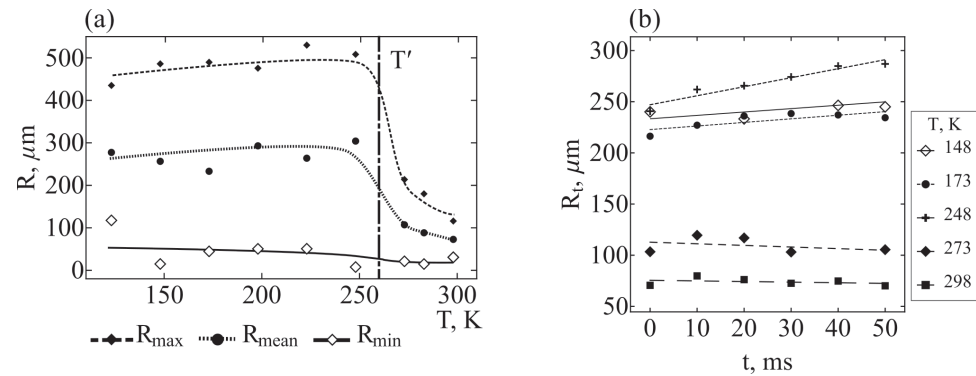 (a)
R, μm
500
400
300
200
100
0
150
200
250
300
T, K
T′
R_max
R_mean
R_min
(b)
R_t, μm
300
250
200
150
100
50
0
10
20
30
40
50
t, ms
T, K
148
173
248
273
298